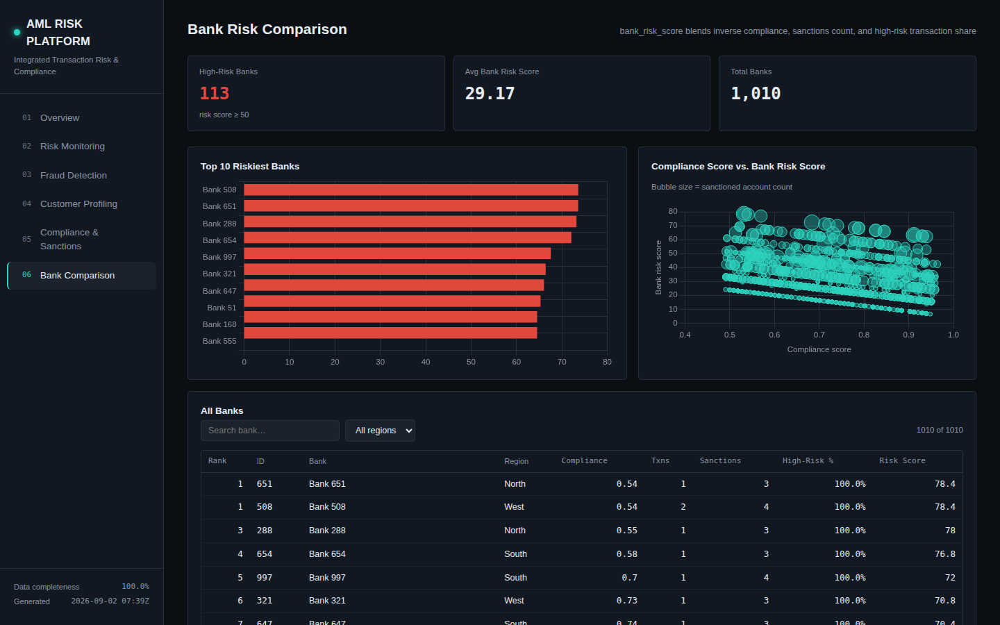 AML RISK
PLATFORM
Integrated Transaction Risk &
Compliance
01 Overview
02 Risk Monitoring
03 Fraud Detection
04 Customer Profiling
05 Compliance &
Sanctions
06 Bank Comparison
Data completeness 100.0%
Generated 2026-09-02 07:39Z
Bank Risk Comparison
bank_risk_score blends inverse compliance, sanctions count, and high-risk transaction share
High-Risk Banks
113
risk score ≥ 50
Avg Bank Risk Score
29.17
Total Banks
1,010
Top 10 Riskiest Banks
Bank 508
Bank 651
Bank 288
Bank 654
Bank 997
Bank 321
Bank 647
Bank 51
Bank 168
Bank 555
0 10 20 30 40 50 60 70 80
Compliance Score vs. Bank Risk Score
Bubble size = sanctioned account count
Bank risk score
80
70
60
50
40
30
20
10
0
0.4 0.5 0.6 0.7 0.8 0.9 1.0
Compliance score
All Banks
Search bank… All regions 1010 of 1010
Rank ID Bank Region Compliance Txns Sanctions High-Risk % Risk Score
1 651 Bank 651 North 0.54 1 3 100.0% 78.4
1 508 Bank 508 West 0.54 2 4 100.0% 78.4
3 288 Bank 288 North 0.55 1 3 100.0% 78
4 654 Bank 654 South 0.58 1 3 100.0% 76.8
5 997 Bank 997 South 0.7 1 4 100.0% 72
6 321 Bank 321 West 0.73 1 3 100.0% 70.8
7 647 Bank 647 South 0.74 1 3 100.0% 70.4